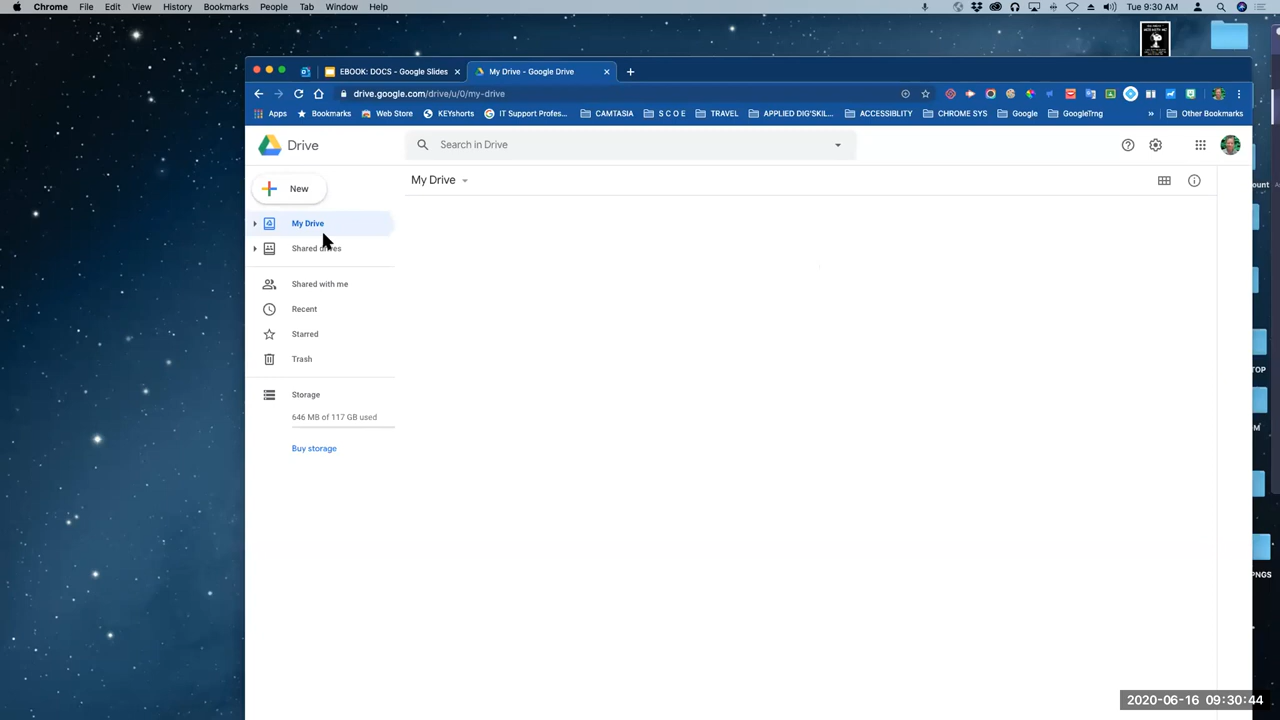 Chrome File Edit View History Bookmarks People Tab Window Help Tue 9:30 AM
EBOOK: DOCS - Google Slides My Drive - Google Drive
drive.google.com/drive/u/0/my-drive
Apps Bookmarks Web Store KEYshorts IT Support Profes... CAMTASIA S C O E TRAVEL APPLIED DIG'SKIL... ACCESSIBLITY CHROME SYS Google GoogleTrng » Other Bookmarks
Drive Search in Drive
New My Drive
My Drive
Shared drives
Shared with me
Recent
Starred
Trash
Storage
646 MB of 117 GB used
Buy storage
ount
TOP
PNGS
2020-06-16 09:30:44